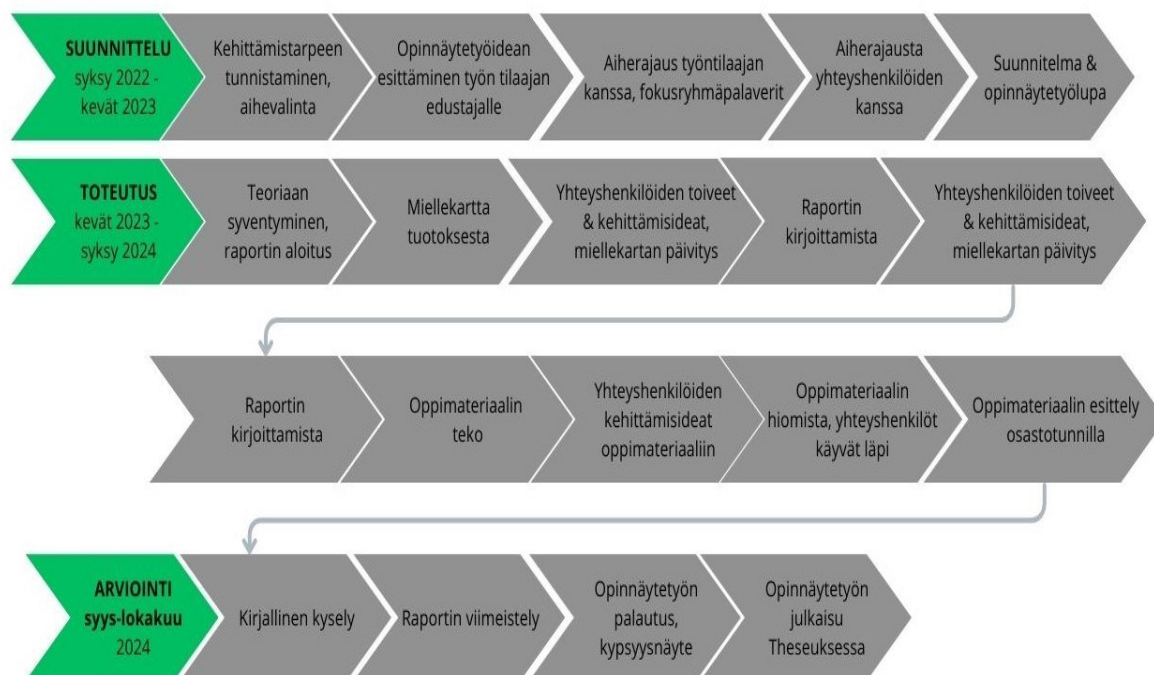 SUUNNITTELU
syksy 2022 -
kevät 2023
Kehittämistarpeen
tunnistaminen,
aihevalinta
Opinnäytetyöidean
esittäminen työn tilaajan
edustajalle
Aiherajaus työntilaajan
kanssa, fokusryhmäpalaverit
Aiherajausta
yhteyshenkilöiden
kanssa
Suunnitelma &
opinnäytetyölupa
TOTEUTUS
kevät 2023 -
syksy 2024
Teoriaan
syventyminen,
raportin aloitus
Miellekartta
tuotoksesta
Yhteyshenkilöiden toiveet
& kehittämisideat,
miellekartan päivitys
Raportin
kirjoittamista
Yhteyshenkilöiden toiveet
& kehittämisideat,
miellekartan päivitys
Raportin
kirjoittamista
Oppimateriaalin
teko
Yhteyshenkilöiden
kehittämisideat
oppimateriaaliin
Oppimateriaalin
hiomista, yhteyshenkilöt
käyvät läpi
Oppimateriaalin esittely
osastotunnilla
ARVIOINTI
syys-lokakuu
2024
Kirjallinen kysely
Raportin viimeistely
Opinnäytetyön
palautus,
kypsyysnäyte
Opinnäytetyön
julkaisu
Theseuksessa